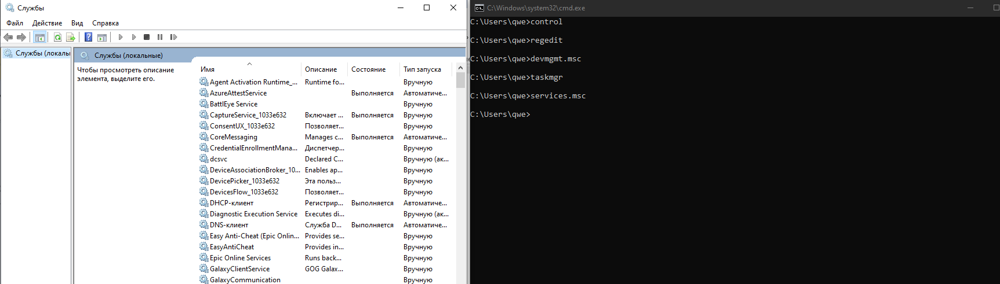 Службы
Файл Действие Вид Справка
Службы (локалы
Службы (локальные)
Чтобы просмотреть описание
элемента, выделите его.
Имя Описание Состояние Тип запуска
Agent Activation Runtime_... Runtime fo... Вручную
AzureAttestService Выполняется Автоматиче...
BattlEye Service Вручную
CaptureService_1033e632 Включает ... Выполняется Вручную
ConsentUX_1033e632 Позволяет... Вручную
CoreMessaging Manages c... Выполняется Автоматиче...
CredentialEnrollmentMana... Диспетчер... Вручную
dcsvc Declared C... Вручную (ак...
DeviceAssociationBroker_10... Enables ap... Вручную
DevicePicker_1033e632 Эта польз... Вручную
DevicesFlow_1033e632 Позволяет... Вручную
DHCP-клиент Регистрир... Выполняется Автоматиче...
Diagnostic Execution Service Executes di... Вручную (ак...
DNS-клиент Служба D... Выполняется Автоматиче...
Easy Anti-Cheat (Epic Onlin... Provides se... Вручную
EasyAntiCheat Provides in... Вручную
Epic Online Services Runs back... Вручную
GalaxyClientService GOG Galax... Вручную
GalaxyCommunication Вручную
C:\Windows\system32\cmd.exe
C:\Users\qwe>control
C:\Users\qwe>regedit
C:\Users\qwe>devmgmt.msc
C:\Users\qwe>taskmgr
C:\Users\qwe>services.msc
C:\Users\qwe>